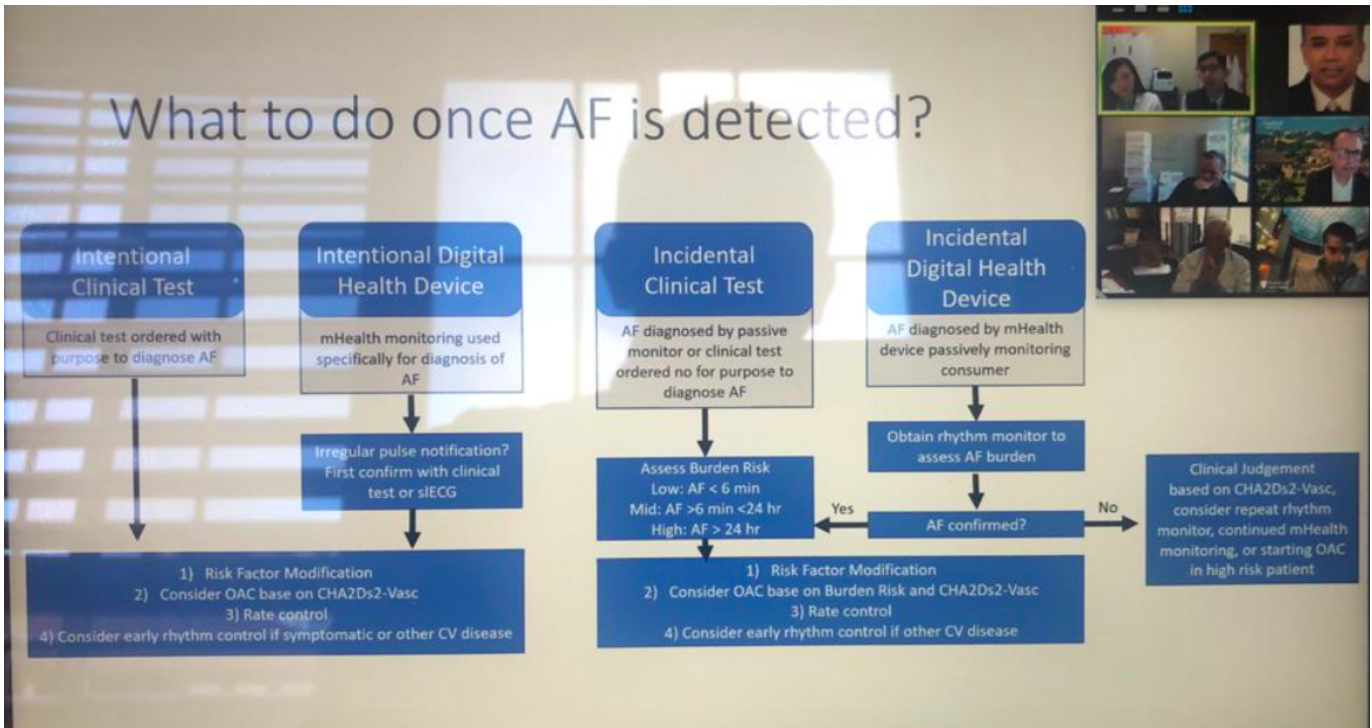 What to do once AF is detected?
Intentional
Clinical Test
Clinical test ordered with
purpose to diagnose AF
Intentional Digital
Health Device
mHealth monitoring used
specifically for diagnosis of
AF
Irregular pulse notification?
First confirm with clinical
test or slECG
1) Risk Factor Modification
2) Consider OAC base on CHA2Ds2-Vasc
3) Rate control
4) Consider early rhythm control if symptomatic or other CV disease
Incidental
Clinical Test
AF diagnosed by passive
monitor or clinical test
ordered no for purpose to
diagnose AF
Assess Burden Risk
Low: AF < 6 min
Mid: AF >6 min <24 hr
High: AF > 24 hr
Incidental
Digital Health
Device
AF diagnosed by mHealth
device passively monitoring
consumer
Obtain rhythm monitor to
assess AF burden
AF confirmed?
Yes
No
Clinical Judgement
based on CHA2Ds2-Vasc,
consider repeat rhythm
monitor, continued mHealth
monitoring, or starting OAC
in high risk patient
1) Risk Factor Modification
2) Consider OAC base on Burden Risk and CHA2Ds2-Vasc
3) Rate control
4) Consider early rhythm control if other CV disease